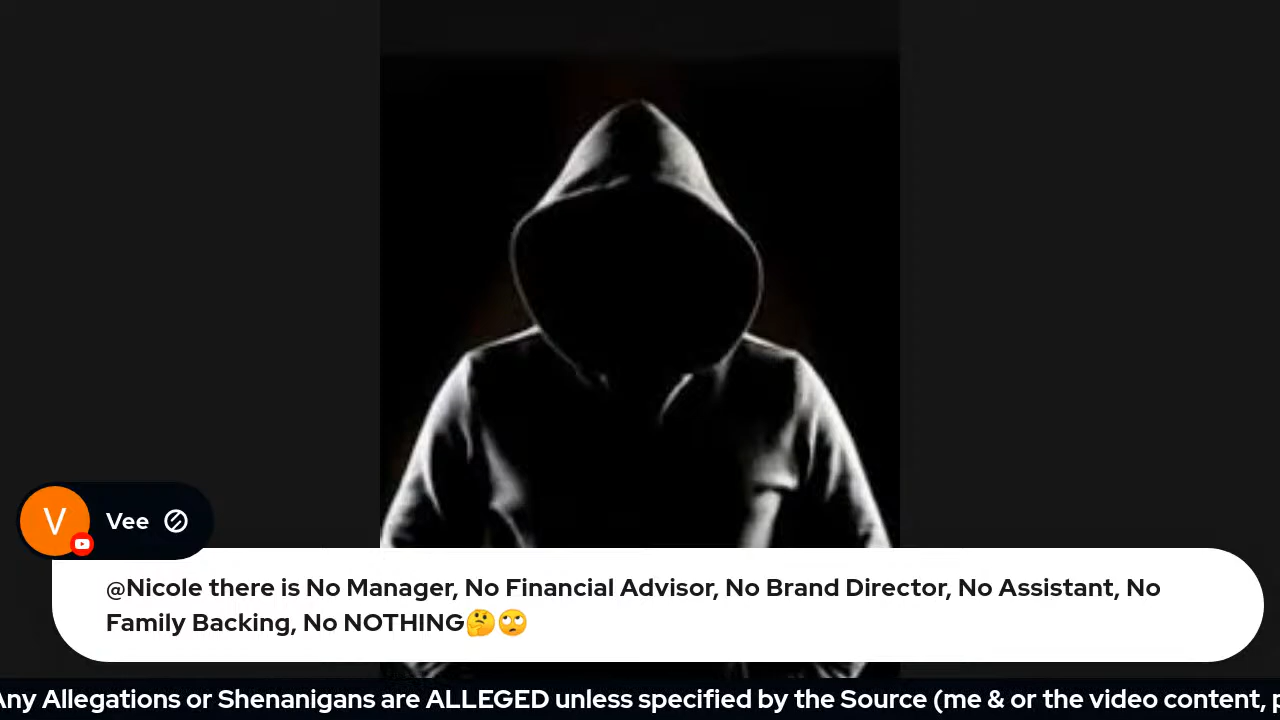 V
Vee
@Nicole there is No Manager, No Financial Advisor, No Brand Director, No Assistant, No
Family Backing, No NOTHING🤔🙄
Any Allegations or Shenanigans are ALLEGED unless specified by the Source (me & or the video content,